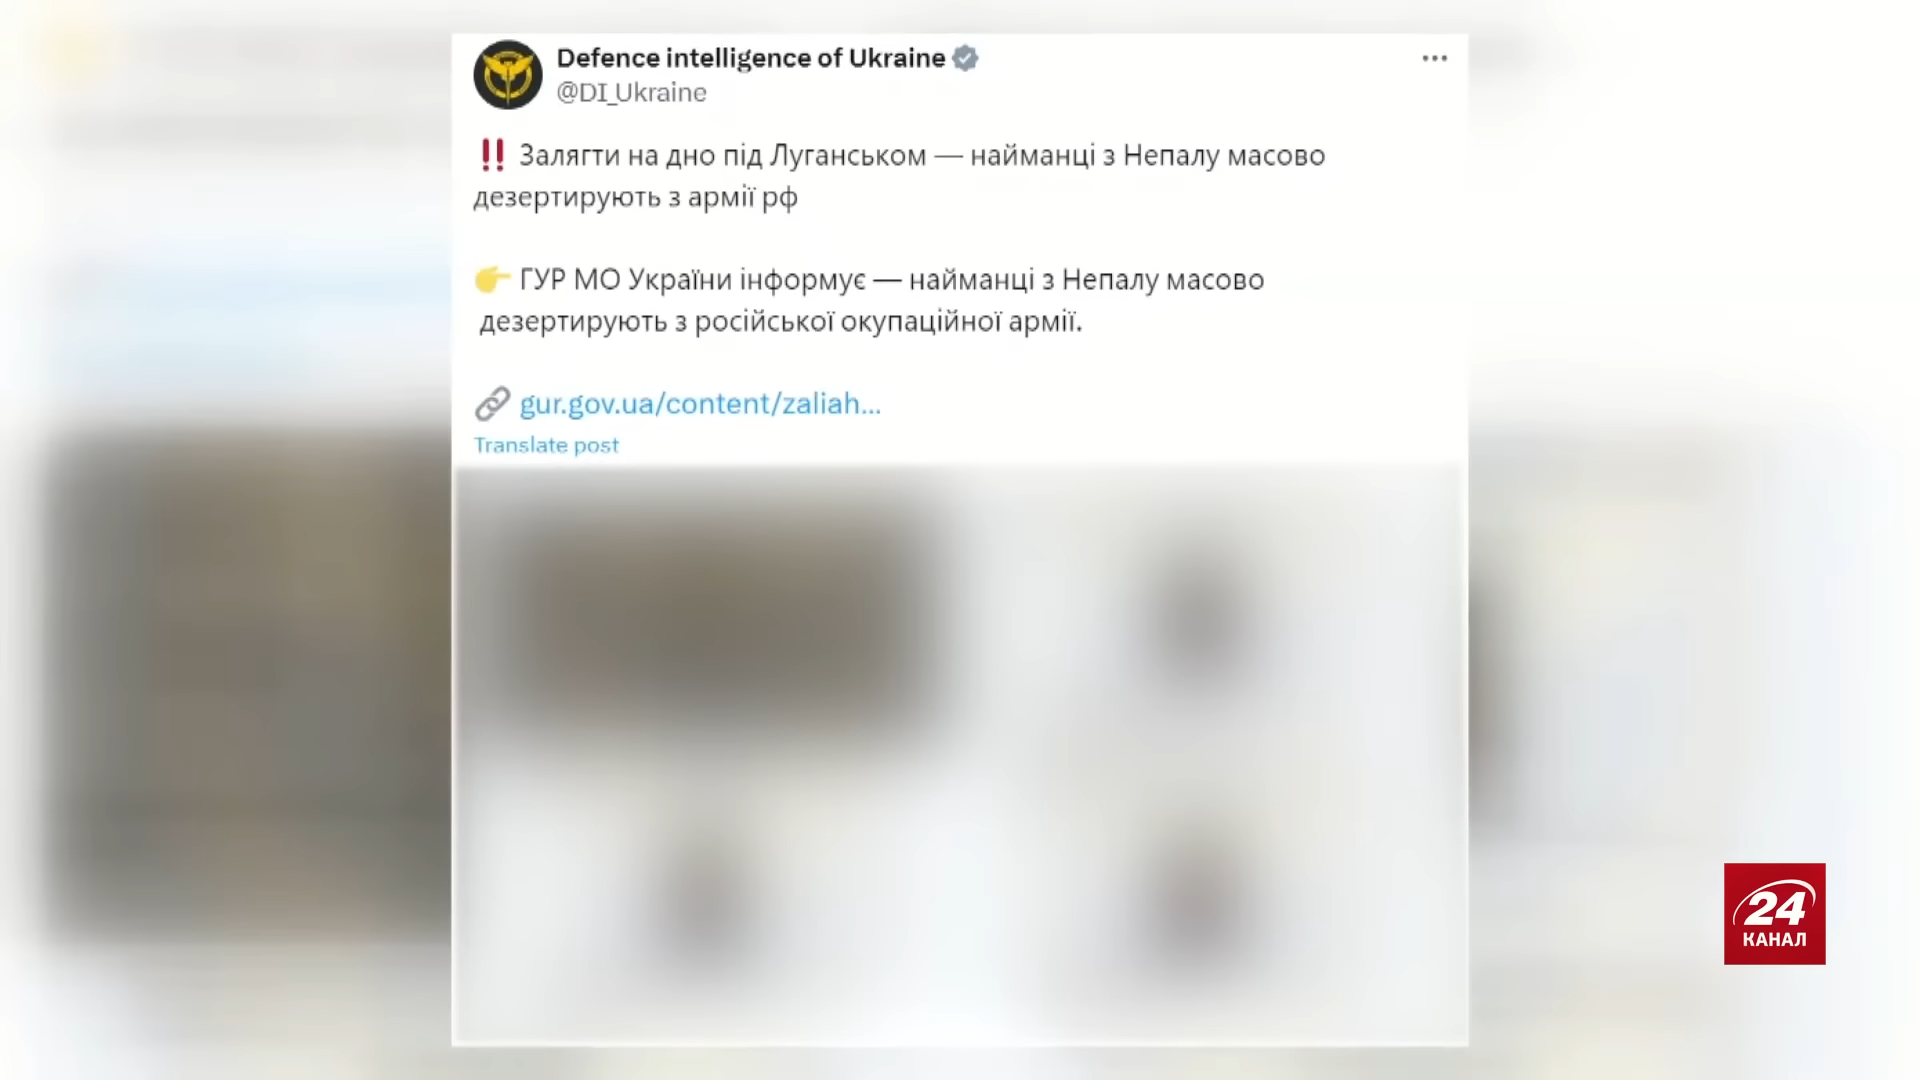 Defence intelligence of Ukraine
@DI_Ukraine
‼️ Залягти на дно під Луганськом — найманці з Непалу масово
дезертирують з армії рф
👉 ГУР МО України інформує — найманці з Непалу масово
дезертирують з російської окупаційної армії.
🔗 gur.gov.ua/content/zaliah...
Translate post
24
КАНАЛ